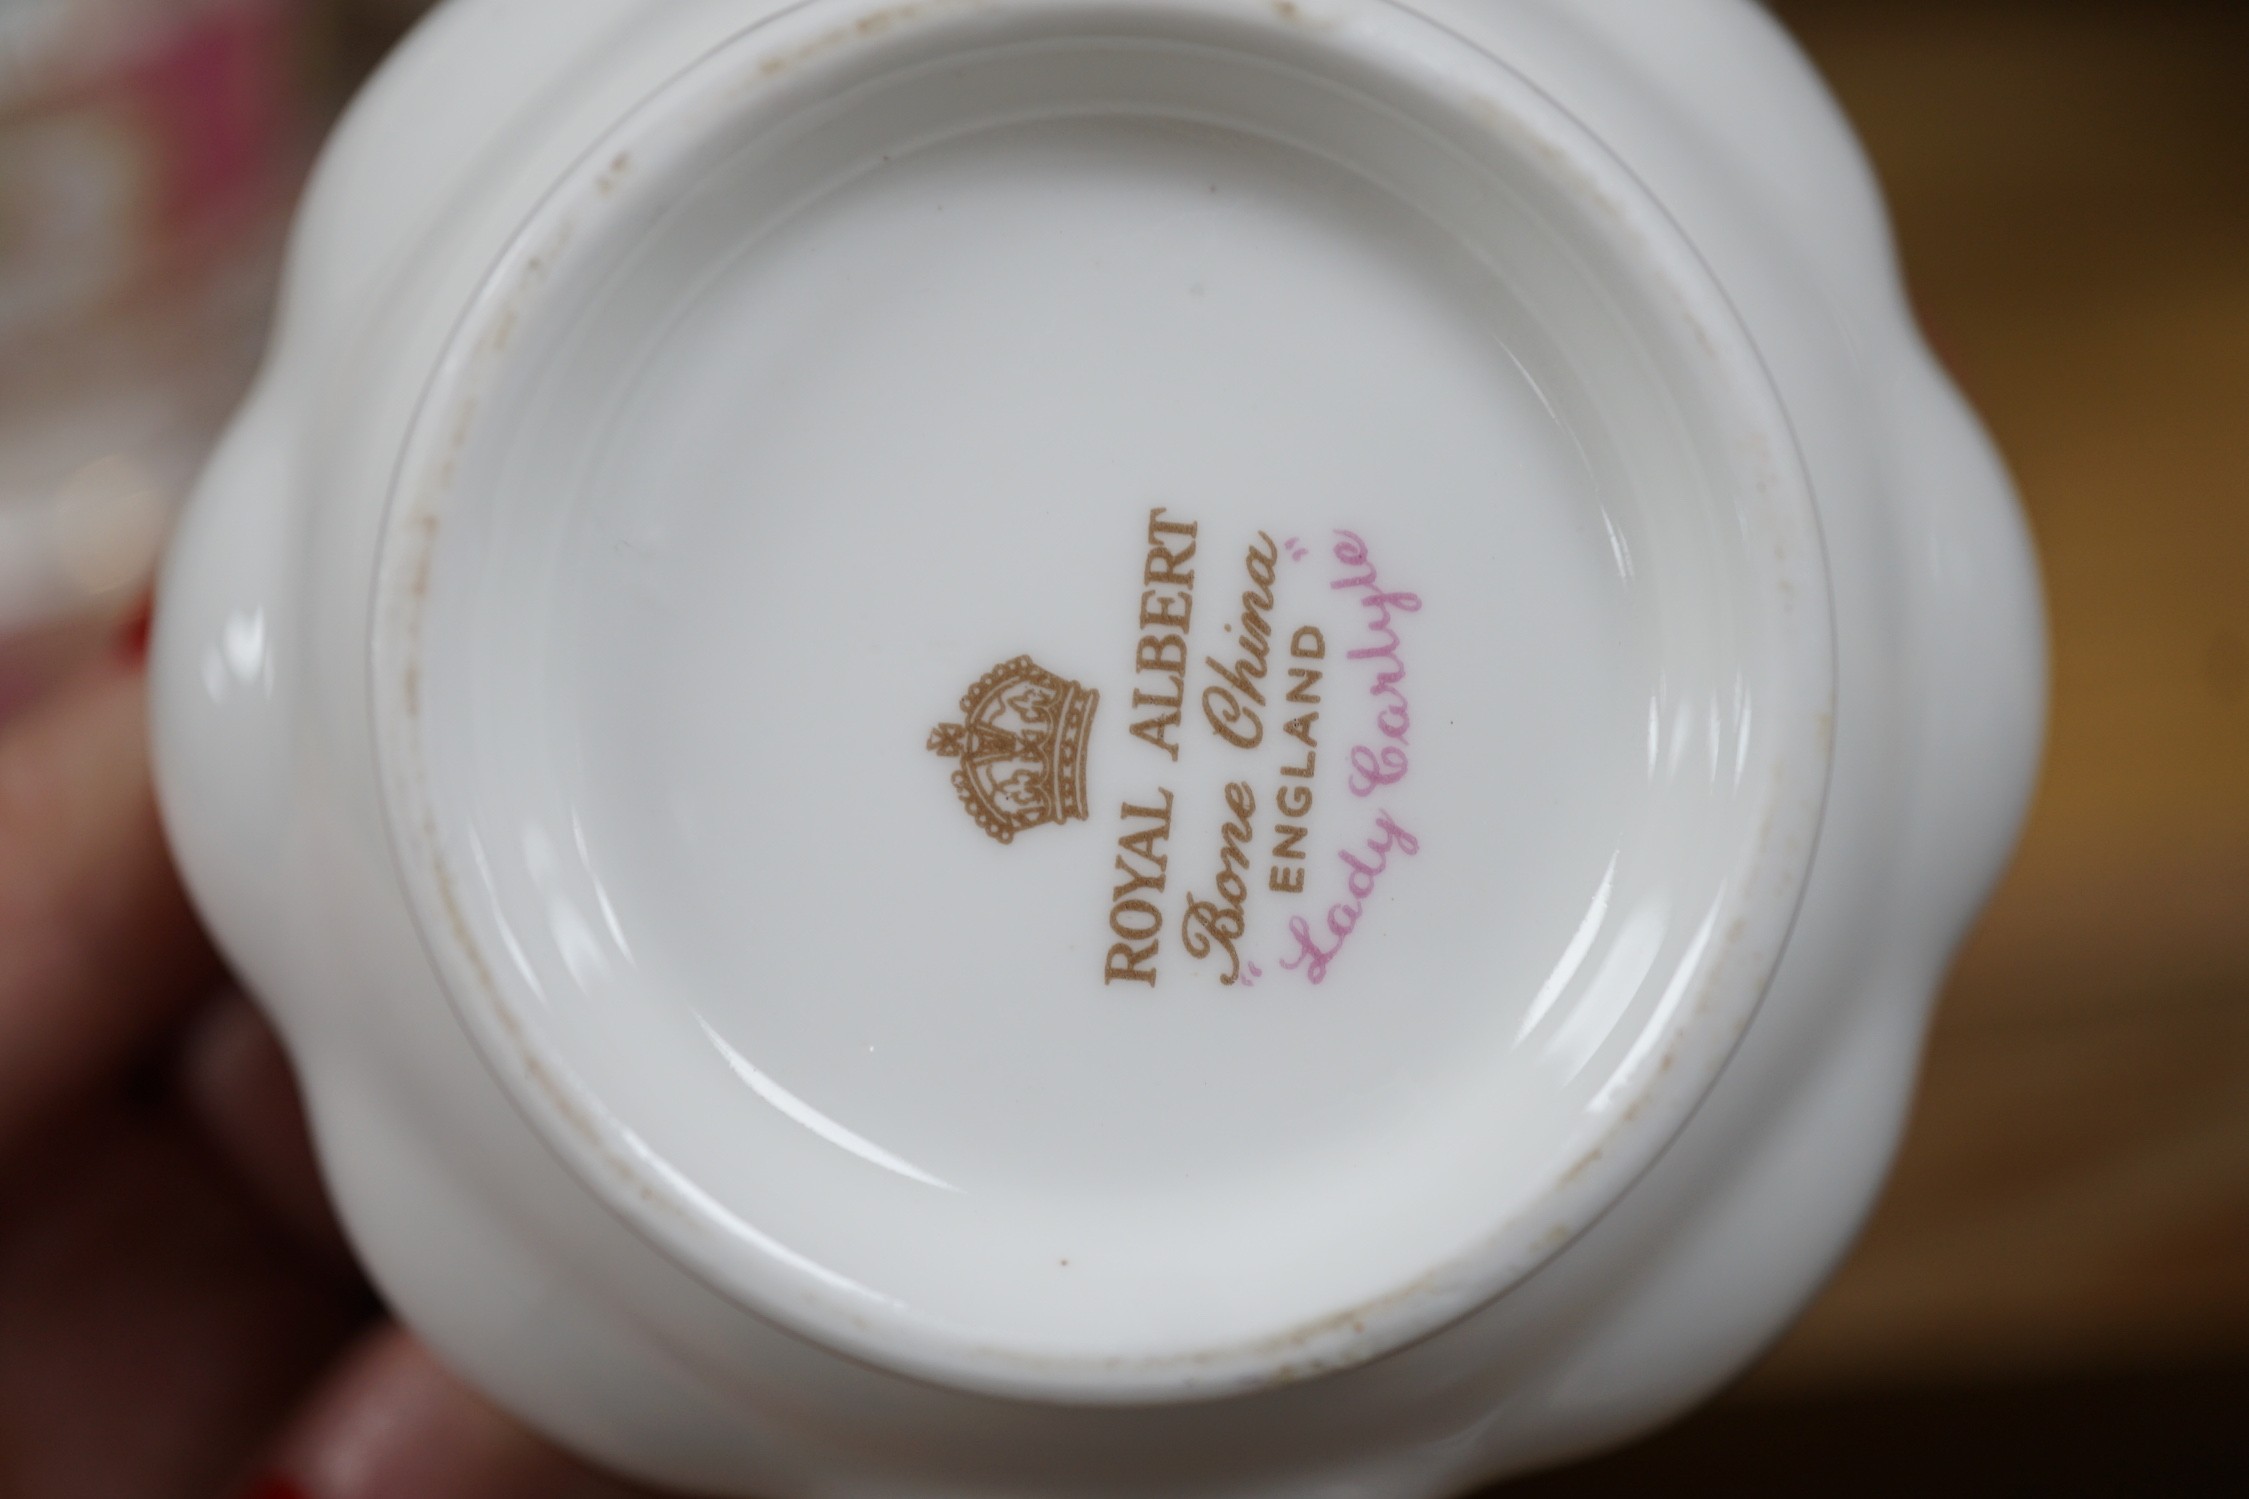 ROYAL ALBERT
Bone China
ENGLAND
"Lady Carlyle"